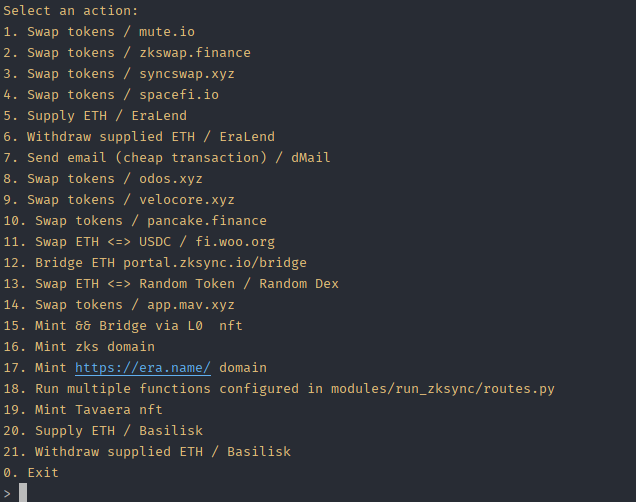 Select an action:
1. Swap tokens / mute.io
2. Swap tokens / zkswap.finance
3. Swap tokens / syncswap.xyz
4. Swap tokens / spacefi.io
5. Supply ETH / EraLend
6. Withdraw supplied ETH / EraLend
7. Send email (cheap transaction) / dMail
8. Swap tokens / odos.xyz
9. Swap tokens / velocore.xyz
10. Swap tokens / pancake.finance
11. Swap ETH <=> USDC / fi.woo.org
12. Bridge ETH portal.zksync.io/bridge
13. Swap ETH <=> Random Token / Random Dex
14. Swap tokens / app.mav.xyz
15. Mint && Bridge via L0  nft
16. Mint zks domain
17. Mint https://era.name/ domain
18. Run multiple functions configured in modules/run_zksync/routes.py
19. Mint Tavaera nft
20. Supply ETH / Basilisk
21. Withdraw supplied ETH / Basilisk
0. Exit
>